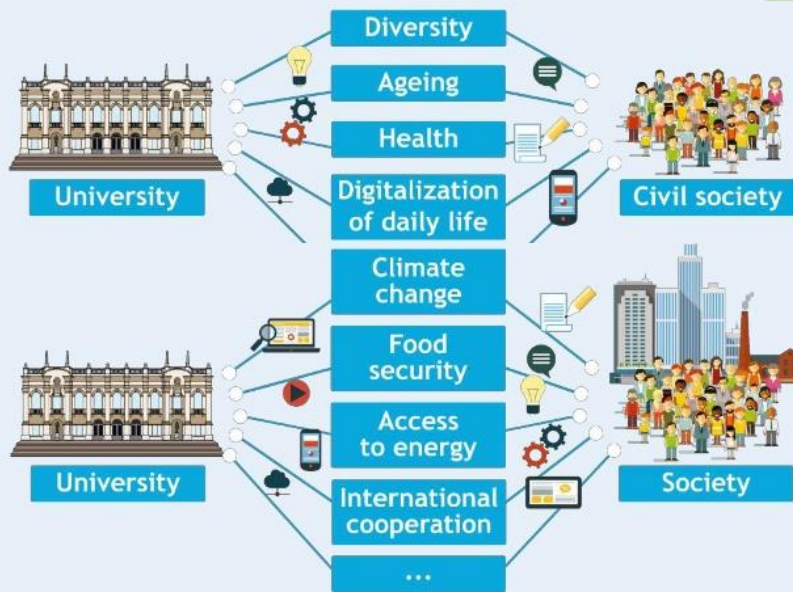 Diversity
Ageing
Health
Digitalization
of daily life
University
Civil society
Climate
change
Food
security
Access
to energy
International
cooperation
...
University
Society